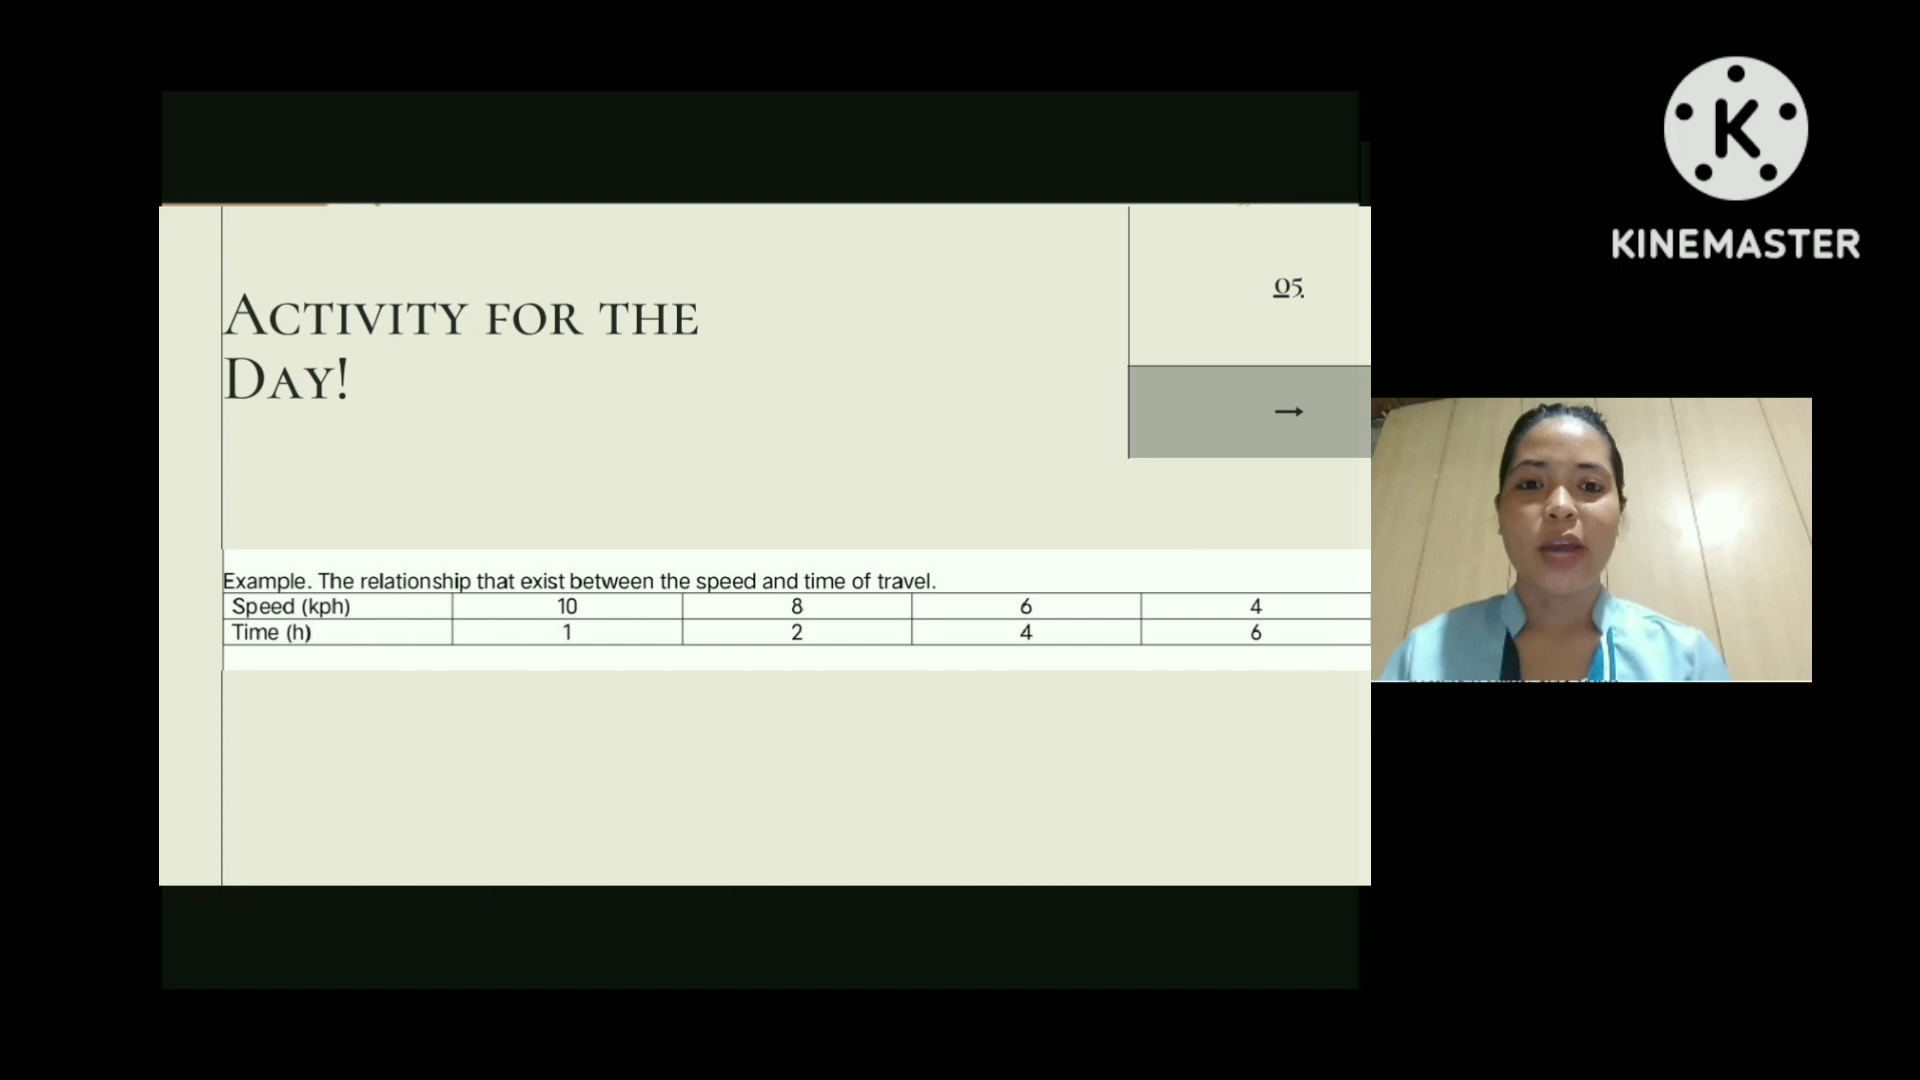 K
KINEMASTER
05
ACTIVITY FOR THE
DAY!
→
Example. The relationship that exist between the speed and time of travel.
Speed (kph) 10 8 6 4
Time (h) 1 2 4 6